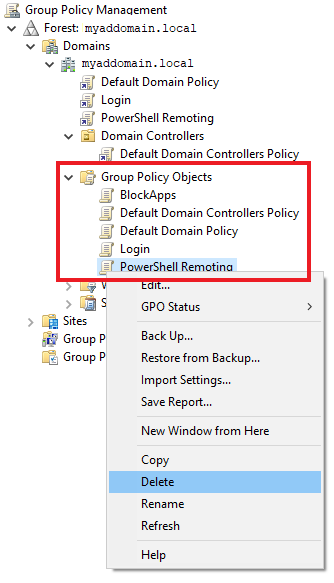 Group Policy Management
Forest: myaddomain.local
Domains
myaddomain.local
Default Domain Policy
Login
PowerShell Remoting
Domain Controllers
Default Domain Controllers Policy
Group Policy Objects
BlockApps
Default Domain Controllers Policy
Default Domain Policy
Login
PowerShell Remoting
Edit...
GPO Status
Back Up...
Sites
Restore from Backup...
Group P
Import Settings...
Group P
Save Report...
New Window from Here
Copy
Delete
Rename
Refresh
Help